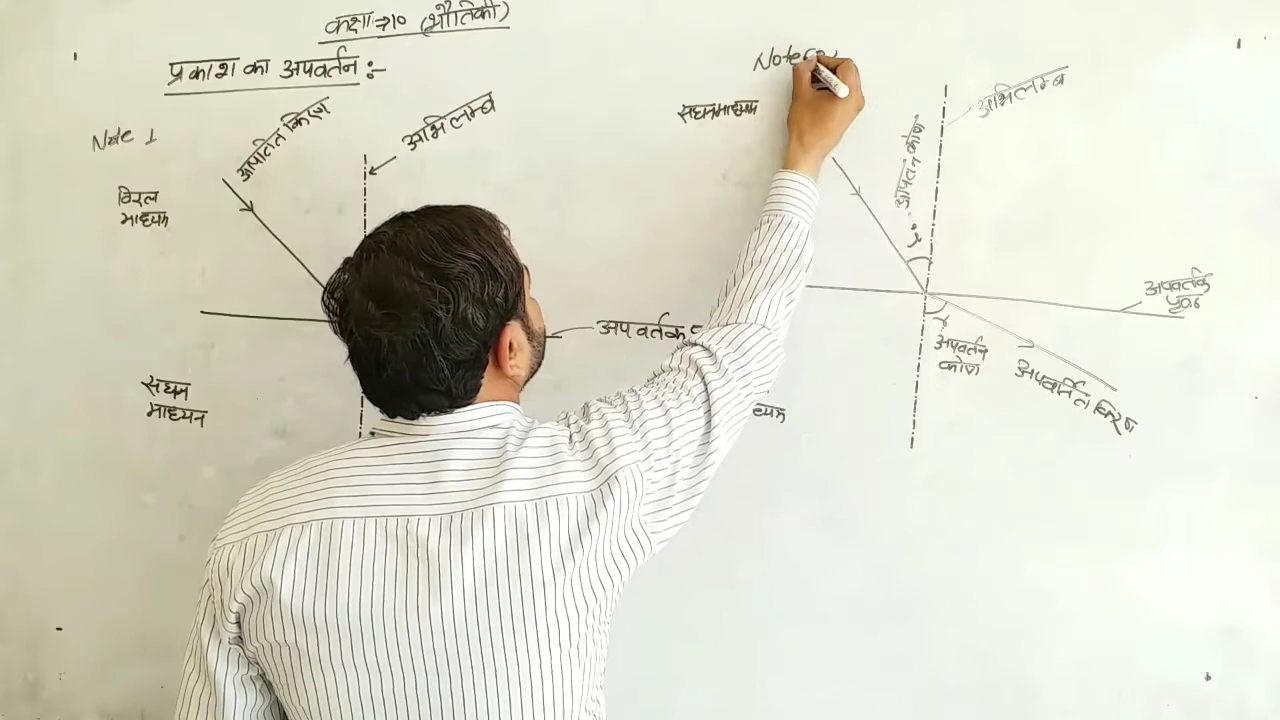 कक्षा→10 (भौतिकी)
प्रकाश का अपवर्तन :-
Note 1
आपतित किरण
अभिलम्ब
विरल
माध्यम
अपवर्तक
सघन
माध्यम
Note
सघन माध्यम
अभिलम्ब
आपतन कोण
i
अपवर्तक
पृष्ठ
r
अपवर्तन
कोण
अपवर्तित किरण